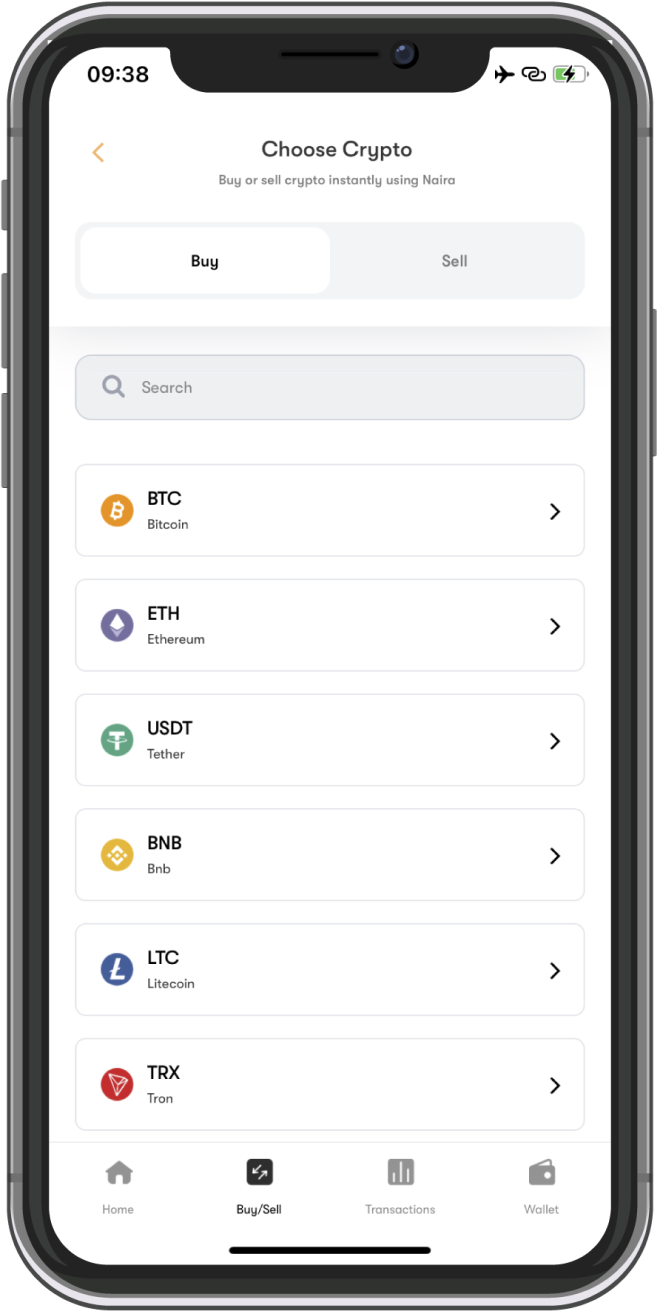 09:38
Choose Crypto
Buy or sell crypto instantly using Naira
Buy
Sell
Search
BTC
Bitcoin
ETH
Ethereum
USDT
Tether
BNB
Bnb
LTC
Litecoin
TRX
Tron
Home
Buy/Sell
Transactions
Wallet